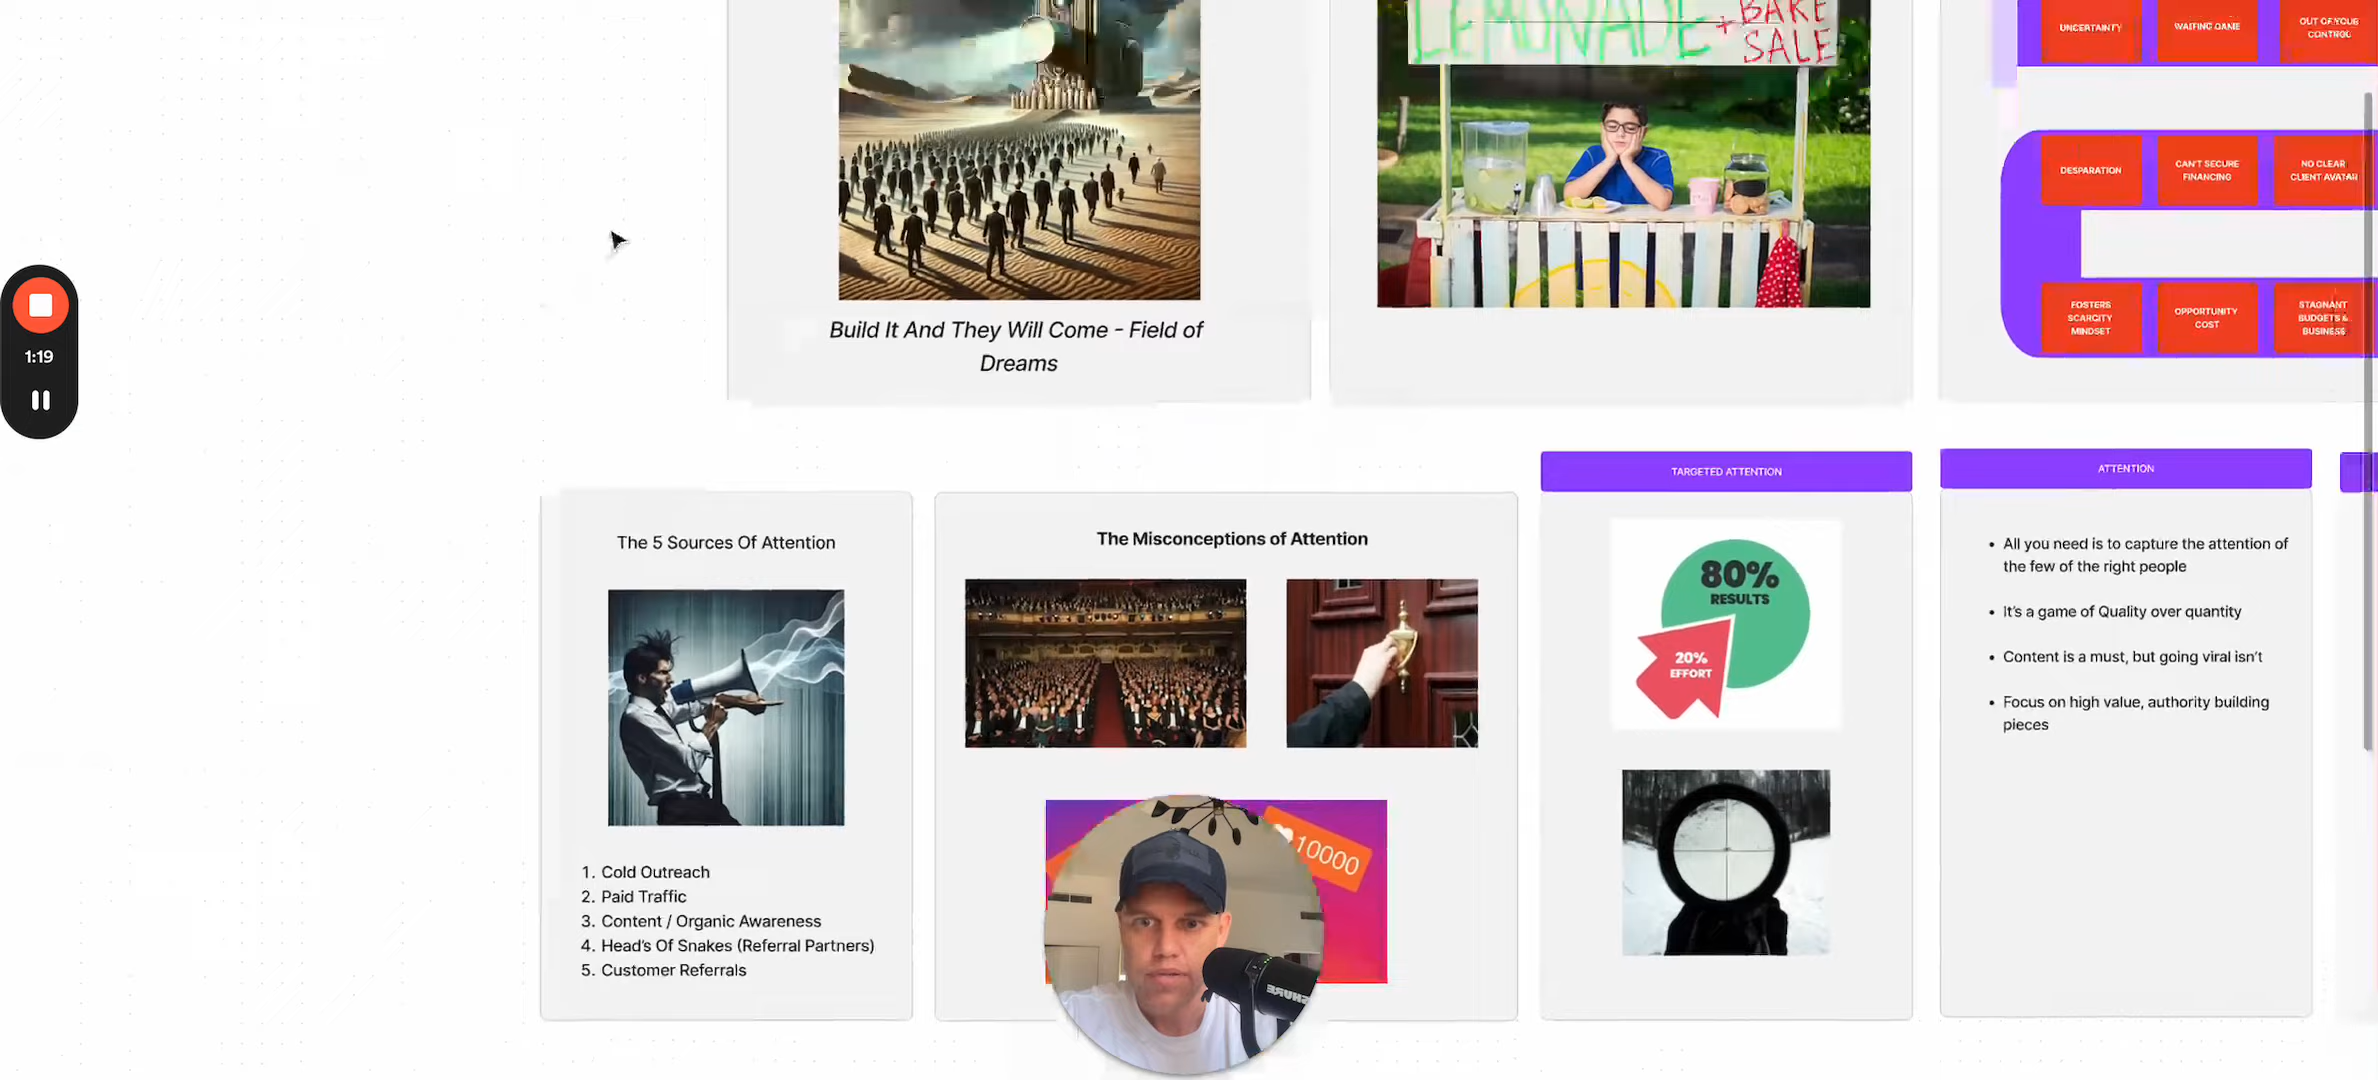 LEMONADE + BAKE
SALE
UNCERTAINTY
WAITING GAME
OUT OF YOUR
CONTROL
DESPARATION
CAN'T SECURE
FINANCING
NO CLEAR
CLIENT AVATAR
FOSTERS
SCARCITY
MINDSET
OPPORTUNITY
COST
STAGNANT
BUDGETS &
BUSINESS
Build It And They Will Come - Field of
Dreams
1:19
The 5 Sources Of Attention
1. Cold Outreach
2. Paid Traffic
3. Content / Organic Awareness
4. Head's Of Snakes (Referral Partners)
5. Customer Referrals
The Misconceptions of Attention
10000
SHURE
TARGETED ATTENTION
80%
RESULTS
20%
EFFORT
ATTENTION
• All you need is to capture the attention of
the few of the right people
• It's a game of Quality over quantity
• Content is a must, but going viral isn't
• Focus on high value, authority building
pieces